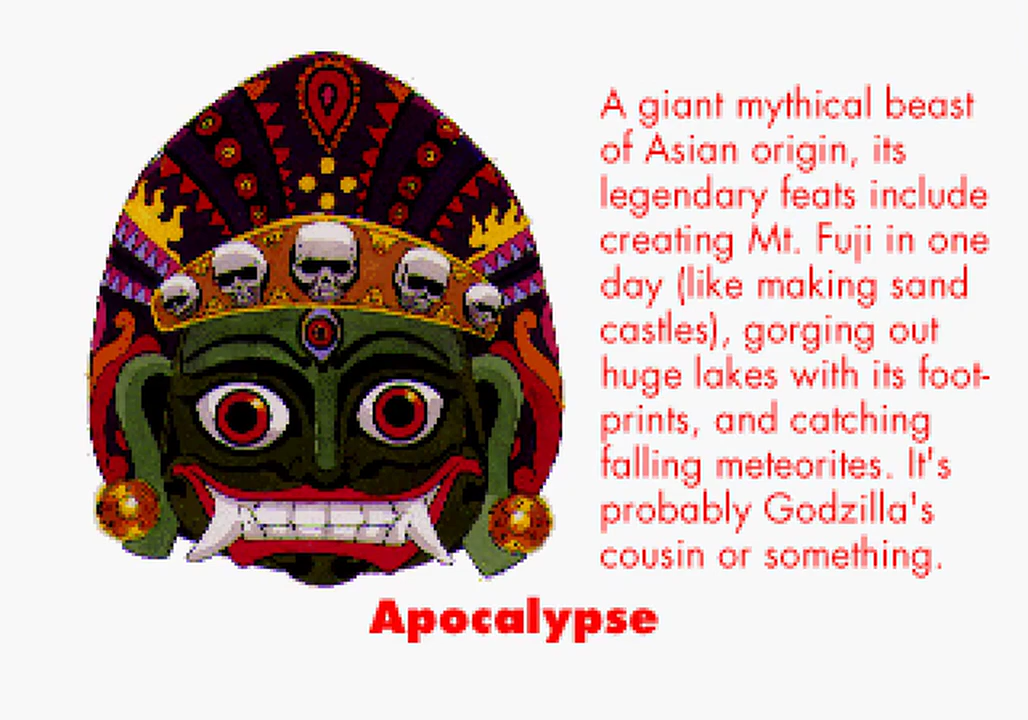 A giant mythical beast
of Asian origin, its
legendary feats include
creating Mt. Fuji in one
day (like making sand
castles), gorging out
huge lakes with its foot-
prints, and catching
falling meteorites. It's
probably Godzilla's
cousin or something.
Apocalypse